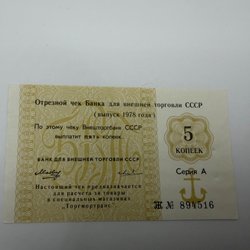 Отрезной чек Банка для внешней торговли СССР
( выпуск 1978 года )
По этому чеку Внешторгбанк СССР
выплатит пять копеек.
5
КОПЕЕК
БАНК ДЛЯ ВНЕШНЕЙ ТОРГОВЛИ СССР
Серия А
Настоящий чек предназначается
для расчета за товары
в специальных магазинах
"Торгмортранс"
Ж № 894516